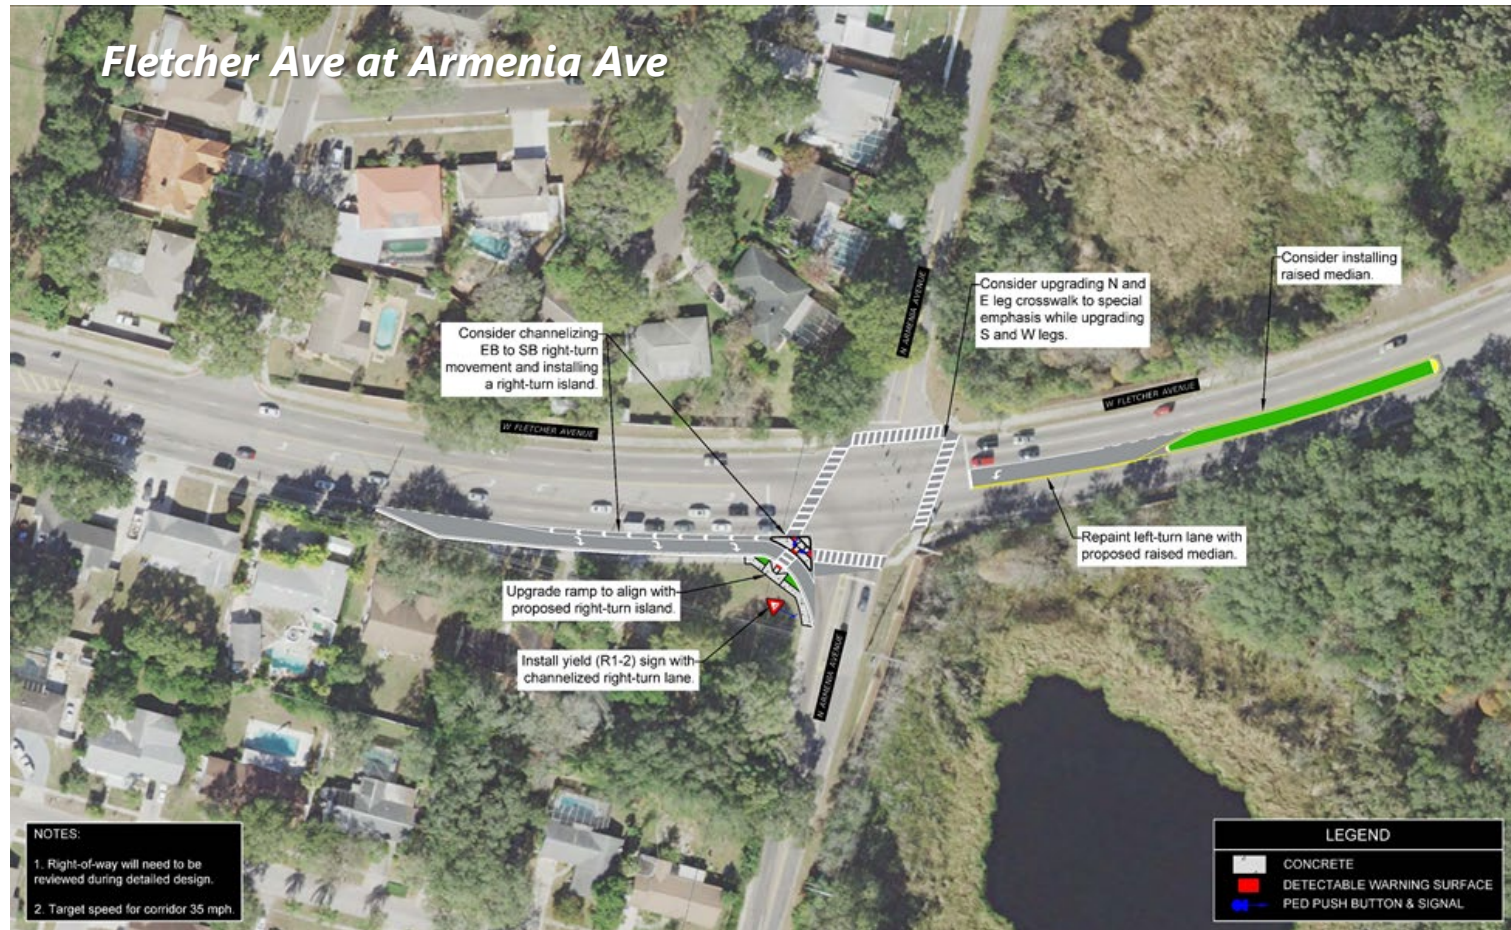 Fletcher Ave at Armenia Ave
Consider installing
raised median.
Consider upgrading N and
E leg crosswalk to special
emphasis while upgrading
S and W legs.
N ARMENIA AVENUE
Consider channelizing
EB to SB right-turn
movement and installing
a right-turn island.
W FLETCHER AVENUE
W FLETCHER AVENUE
Repaint left-turn lane with
proposed raised median.
Upgrade ramp to align with
proposed right-turn island.
Install yield (R1-2) sign with
channelized right-turn lane.
N ARMENIA AVENUE
NOTES:
1. Right-of-way will need to be
reviewed during detailed design.
2. Target speed for corridor 35 mph.
LEGEND
CONCRETE
DETECTABLE WARNING SURFACE
PED PUSH BUTTON & SIGNAL